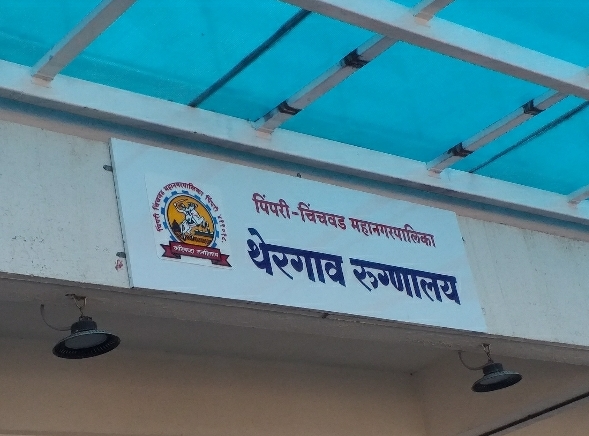 पिंपरी-चिंचवड महानगरपालिका
थेरगाव रुग्णालय